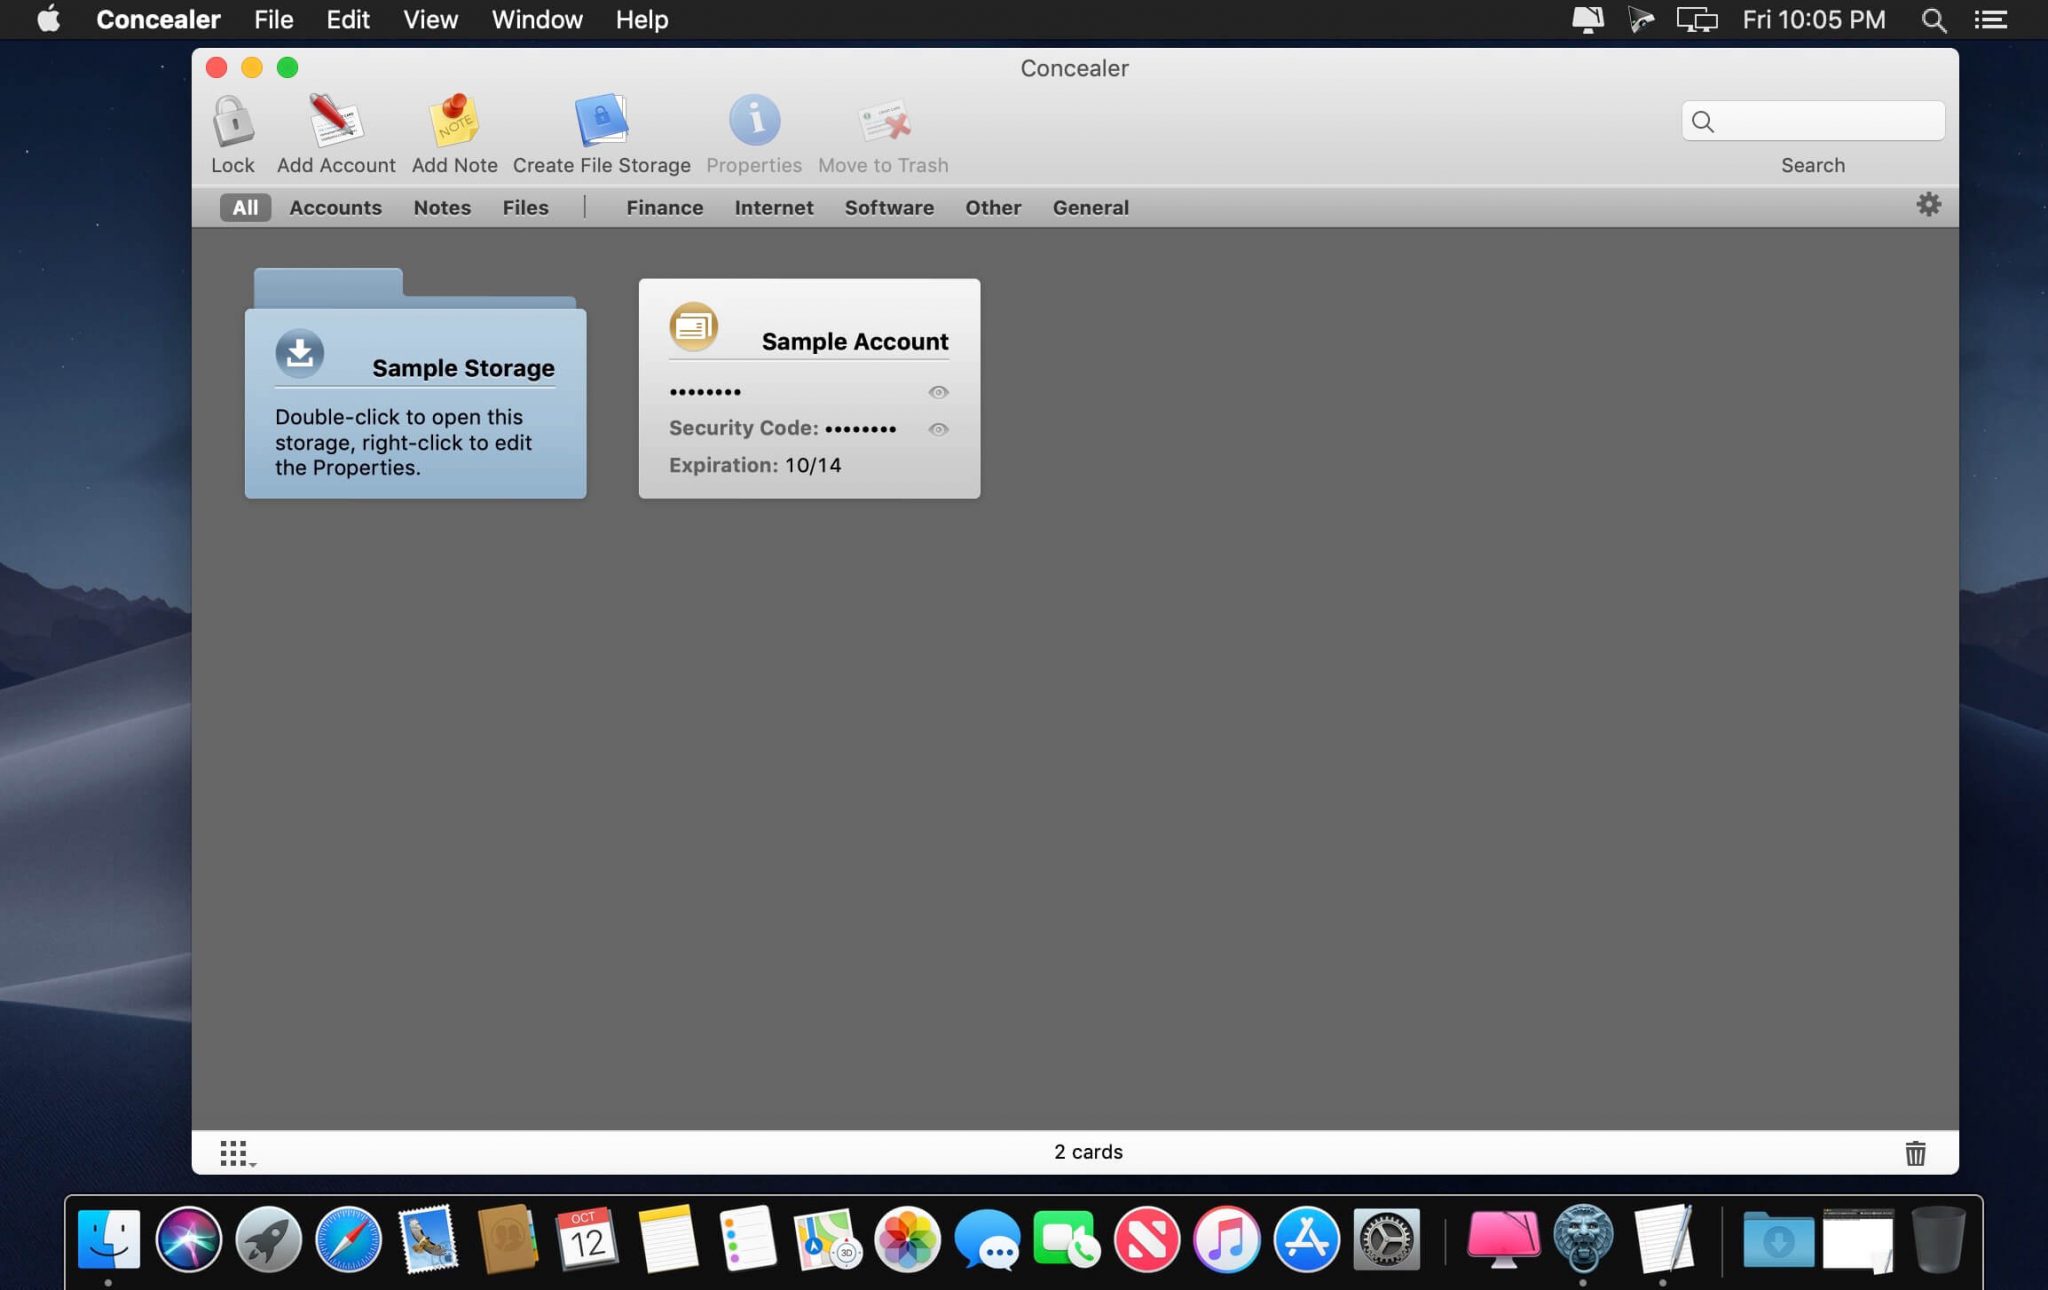 Concealer File Edit View Window Help Fri 10:05 PM
Concealer
NOTE
Lock Add Account Add Note Create File Storage Properties Move to Trash Search
All Accounts Notes Files | Finance Internet Software Other General
Sample Storage
Double-click to open this
storage, right-click to edit
the Properties.
Sample Account
••••••••
Security Code: ••••••••
Expiration: 10/14
2 cards
OCT
12
3D